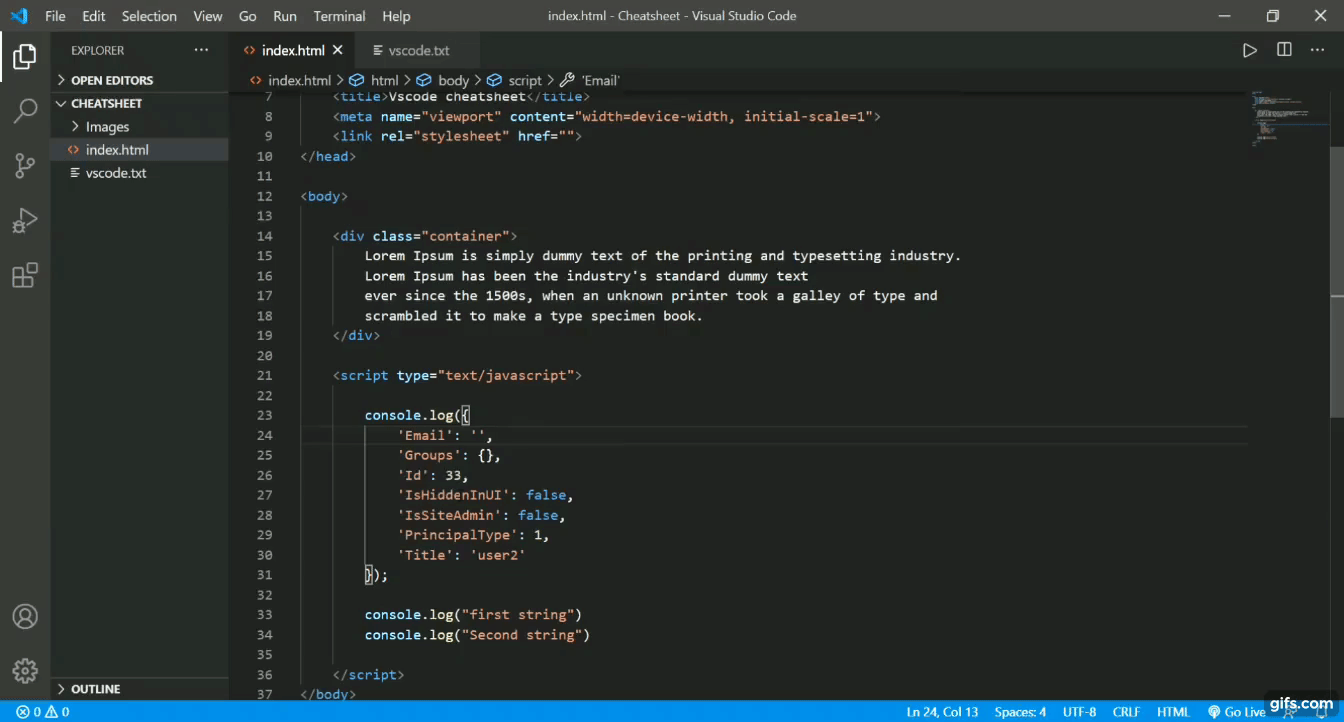 File Edit Selection View Go Run Terminal Help index.html - Cheatsheet - Visual Studio Code
EXPLORER ...
OPEN EDITORS
CHEATSHEET
Images
index.html
vscode.txt
OUTLINE
index.html vscode.txt
index.html > html > body > script > 'Email'
7 <title>Vscode cheatsheet</title>
8 <meta name="viewport" content="width=device-width, initial-scale=1">
9 <link rel="stylesheet" href="">
10 </head>
11
12 <body>
13
14 <div class="container">
15 Lorem Ipsum is simply dummy text of the printing and typesetting industry.
16 Lorem Ipsum has been the industry's standard dummy text
17 ever since the 1500s, when an unknown printer took a galley of type and
18 scrambled it to make a type specimen book.
19 </div>
20
21 <script type="text/javascript">
22
23 console.log({
24 'Email': '',
25 'Groups': {},
26 'Id': 33,
27 'IsHiddenInUI': false,
28 'IsSiteAdmin': false,
29 'PrincipalType': 1,
30 'Title': 'user2'
31 });
32
33 console.log("first string")
34 console.log("Second string")
35
36 </script>
37 </body>
0 0 Ln 24, Col 13 Spaces: 4 UTF-8 CRLF HTML Go Live
gifs.com